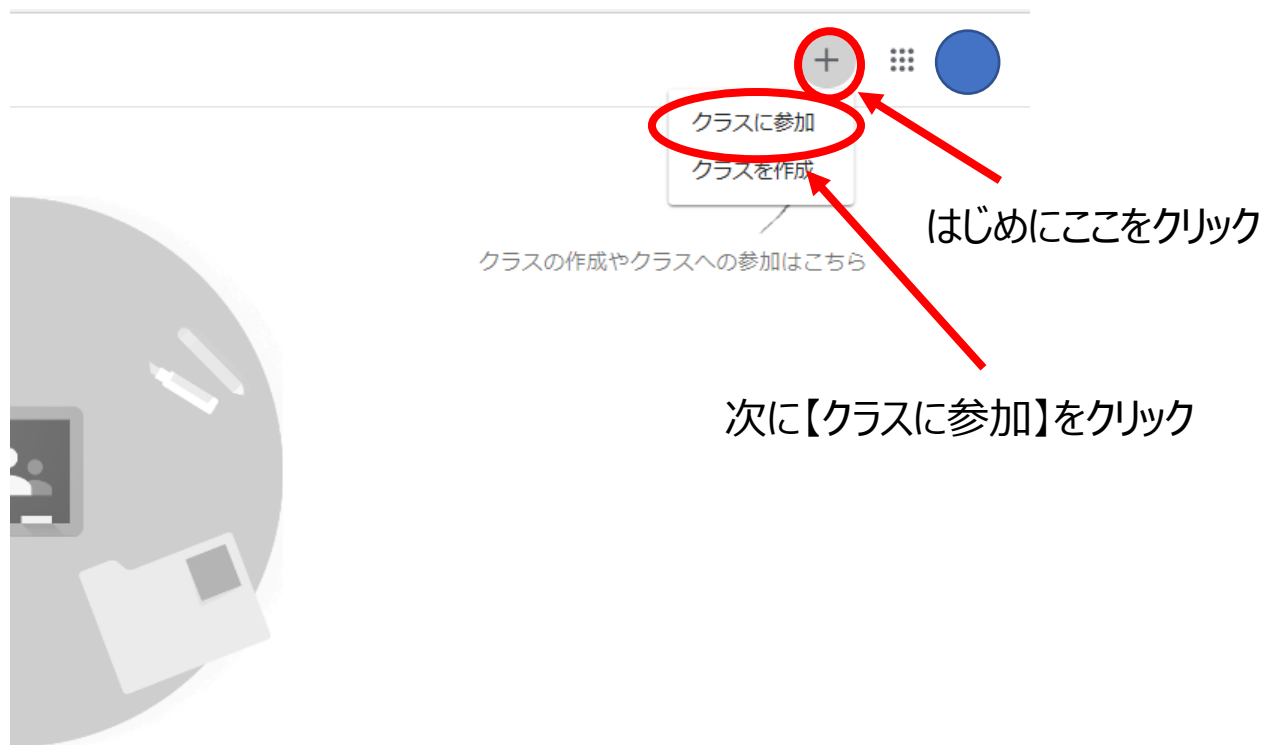 クラスに参加
クラスを作成
はじめにここをクリック
クラスの作成やクラスへの参加はこちら
次に【クラスに参加】をクリック